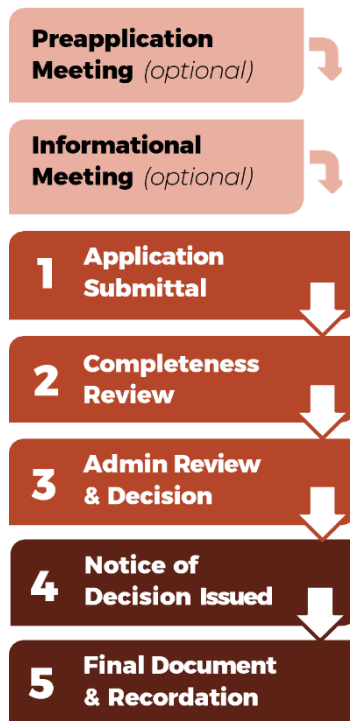 Preapplication
Meeting (optional)
Informational
Meeting (optional)
1 Application
Submittal
2 Completeness
Review
3 Admin Review
& Decision
4 Notice of
Decision Issued
5 Final Document
& Recordation